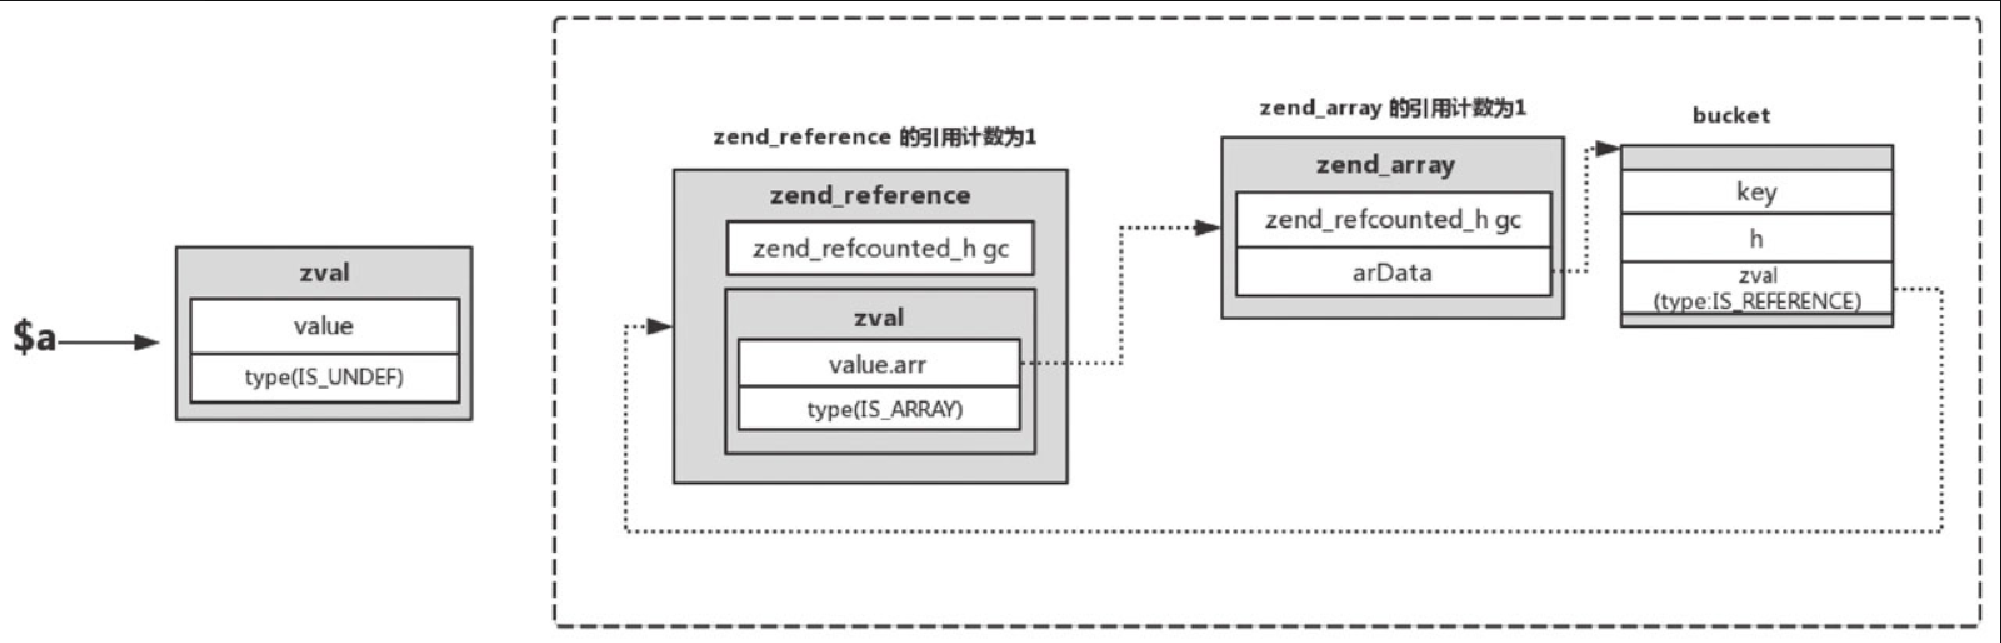 $a
zval
value
type(IS_UNDEF)
zend_reference 的引用计数为1
zend_reference
zend_refcounted_h gc
zval
value.arr
type(IS_ARRAY)
zend_array 的引用计数为1
zend_array
zend_refcounted_h gc
arData
bucket
key
h
zval
(type:IS_REFERENCE)